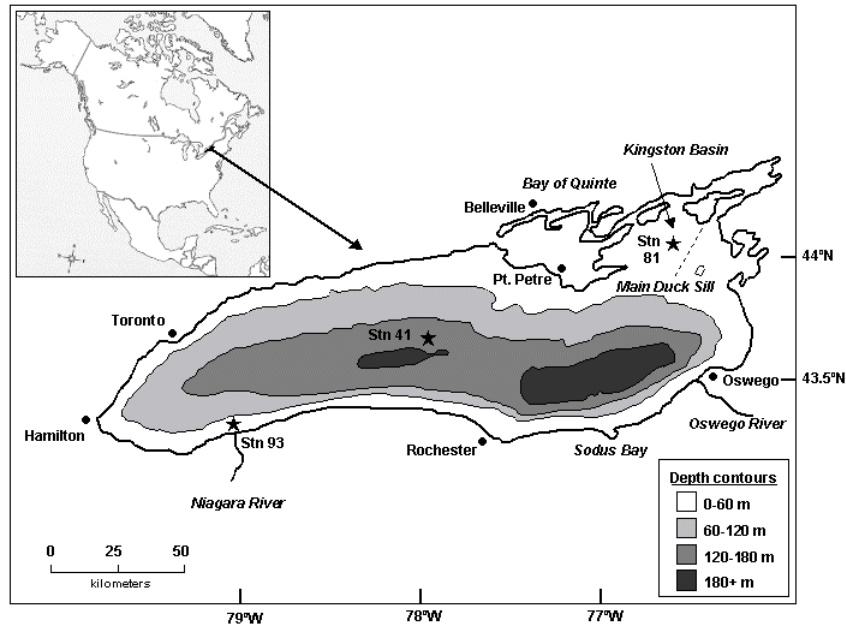 Kingston Basin
Bay of Quinte
Belleville
Stn
81
44°N
Pt. Petre
Main Duck Sill
Toronto
Stn 41
43.5°N
Oswego
Hamilton
Stn 93
Rochester
Sodus Bay
Oswego River
Niagara River
Depth contours
0-60 m
60-120 m
120-180 m
180+ m
0 25 50
kilometers
79°W 78°W 77°W